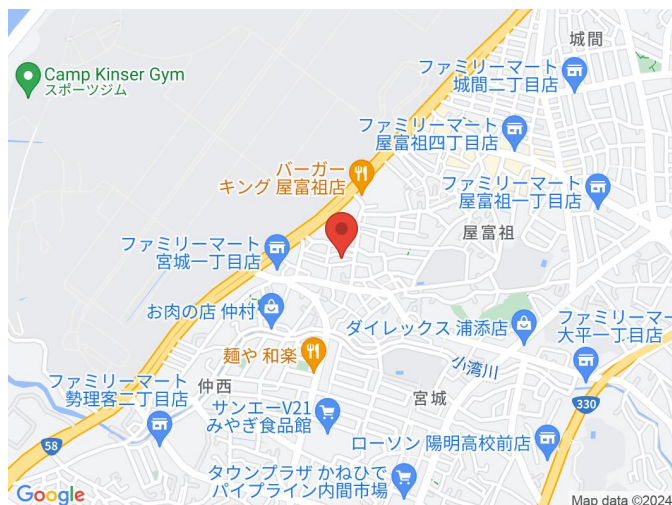 城間
Camp Kinser Gym
スポーツジム
ファミリーマート
城間二丁目店
ファミリーマート
屋富祖四丁目店
バーガー
キング 屋富祖店
ファミリーマート
屋富祖一丁目店
屋富祖
ファミリーマート
宮城一丁目店
お肉の店 仲村
ダイレックス 浦添店
ファミリーマ
大平一丁目店
麺や 和楽
小湾川
ファミリーマート
勢理客二丁目店
仲西
宮城
330
サンエーV21
みやぎ食品館
58
ローソン 陽明高校前店
タウンプラザ かねひで
パイプライン内間市場
Google
Map data ©2024